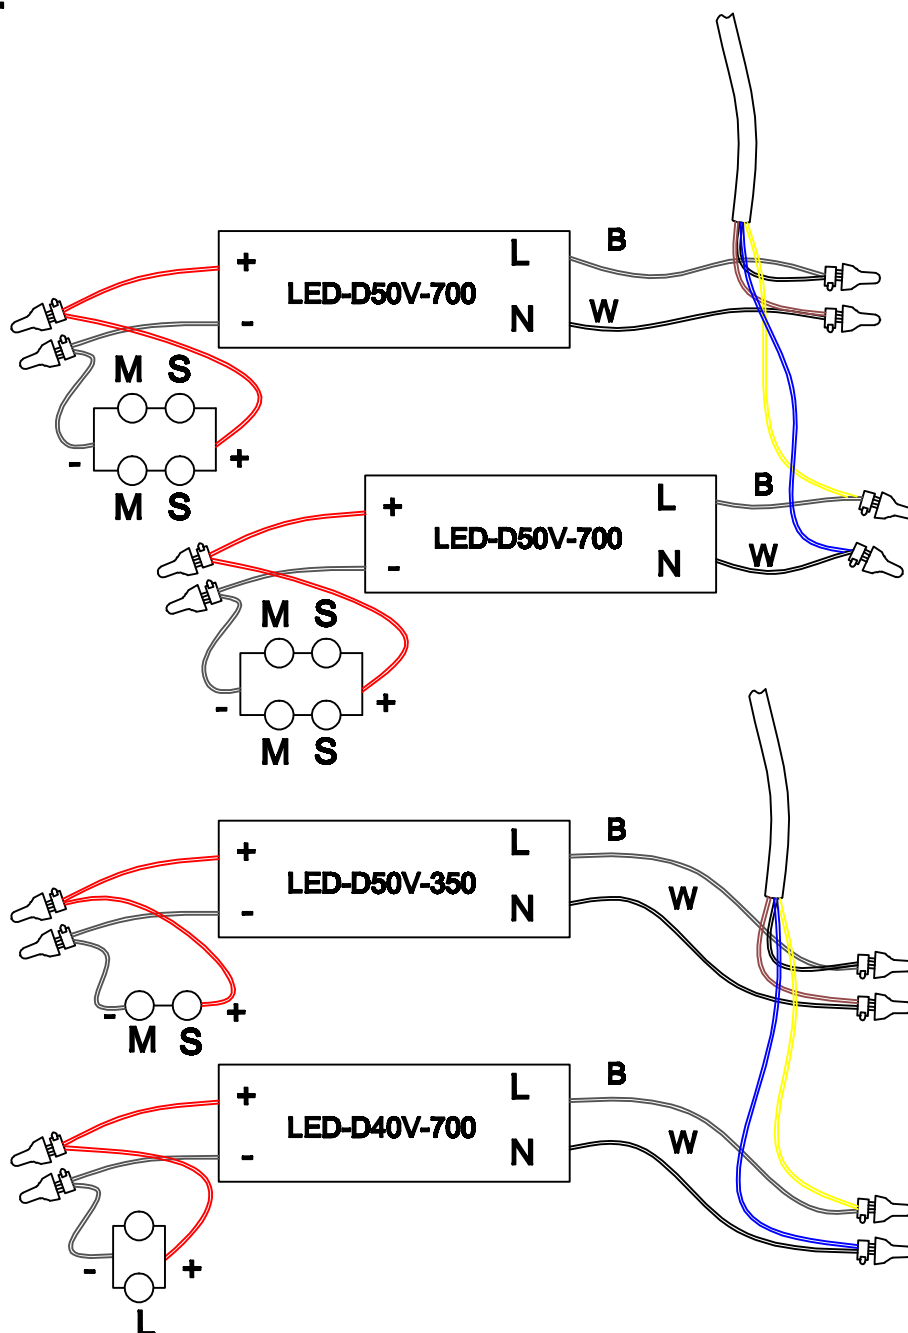 B
+ L
LED-D50V-700
- N W
M S
- +
M S
B
+ L
LED-D50V-700
- N W
M S
- +
M S
B
+ L
LED-D50V-350
W
- N
- +
M S
B
+ L
LED-D40V-700
W
- N
- +
L